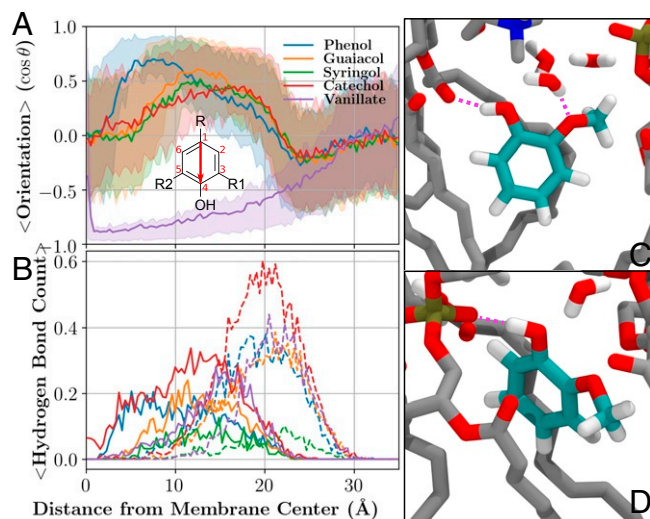 A
<Orientation> (cos θ)
1.0
0.5
0.0
−0.5
−1.0
Phenol
Guaiacol
Syringol
Catechol
Vanillate
R
1
6
2
5
3
R2
4
R1
OH
B
<Hydrogen Bond Count>
0.6
0.4
0.2
0.0
0
10
20
30
Distance from Membrane Center (Å)
C
D